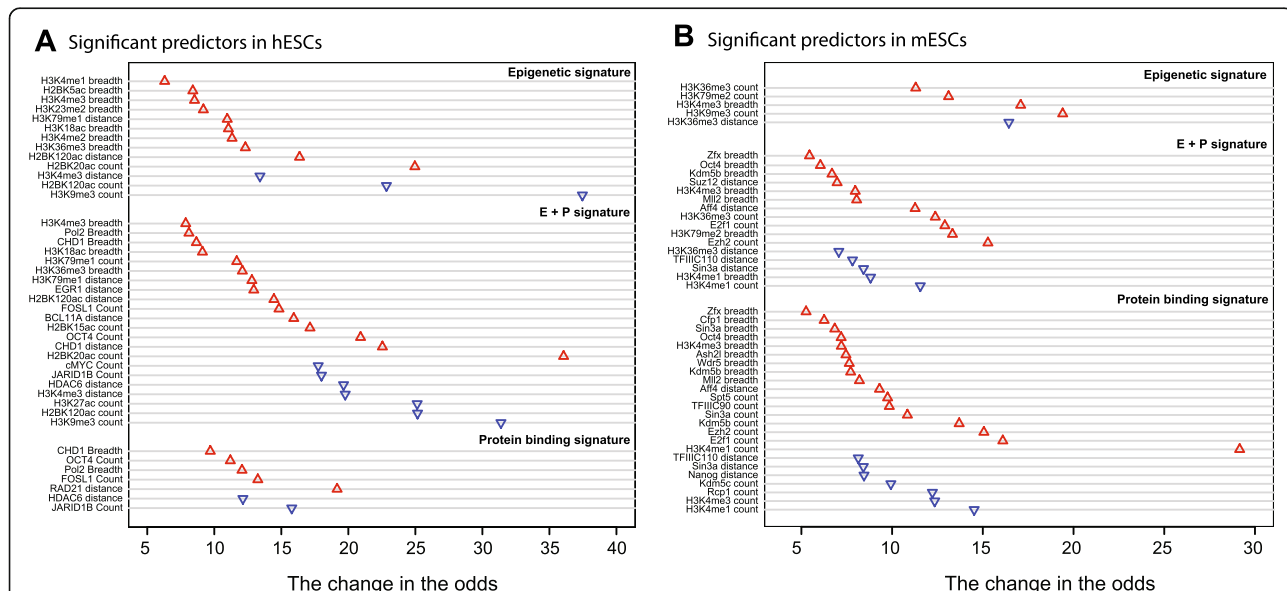 A Significant predictors in hESCs
Epigenetic signature
H3K4me1 breadth
H2BK5ac breadth
H3K4me3 breadth
H3K23me2 breadth
H3K79me1 distance
H3K18ac breadth
H3K4me2 breadth
H3K36me3 breadth
H2BK120ac distance
H2BK20ac count
H3K4me3 distance
H2BK120ac count
H3K9me3 count
E + P signature
H3K4me3 breadth
Pol2 Breadth
CHD1 Breadth
H3K18ac breadth
H3K79me1 count
H3K36me3 breadth
H3K79me1 distance
EGR1 distance
H2BK120ac distance
FOSL1 Count
BCL11A distance
H2BK15ac count
OCT4 Count
CHD1 distance
H2BK20ac count
cMYC Count
JARID1B Count
HDAC6 distance
H3K4me3 distance
H3K27ac count
H2BK120ac count
H3K9me3 count
Protein binding signature
CHD1 Breadth
OCT4 Count
Pol2 Breadth
FOSL1 Count
RAD21 distance
HDAC6 distance
JARID1B Count
5 10 15 20 25 30 35 40
The change in the odds
B Significant predictors in mESCs
Epigenetic signature
H3K36me3 count
H3K79me2 count
H3K4me3 breadth
H3K9me3 count
H3K36me3 distance
E + P signature
Zfx breadth
Oct4 breadth
Kdm5b breadth
Suz12 distance
H3K4me3 breadth
Mll2 breadth
Aff4 distance
H3K36me3 count
E2f1 count
H3K79me2 breadth
Ezh2 count
H3K36me3 distance
TFIIIC110 distance
Sin3a distance
H3K4me1 breadth
H3K4me1 count
Protein binding signature
Zfx breadth
Cfp1 breadth
Sin3a breadth
Oct4 breadth
H3K4me3 breadth
Ash2l breadth
Wdr5 breadth
Kdm5b breadth
Mll2 breadth
Aff4 distance
Spt5 count
TFIIIC90 count
Sin3a count
Kdm5b count
Ezh2 count
E2f1 count
H3K4me1 count
TFIIIC110 distance
Sin3a distance
Nanog distance
Kdm5c count
Rcp1 count
H3K4me3 count
H3K4me1 count
5 10 15 20 25 30
The change in the odds